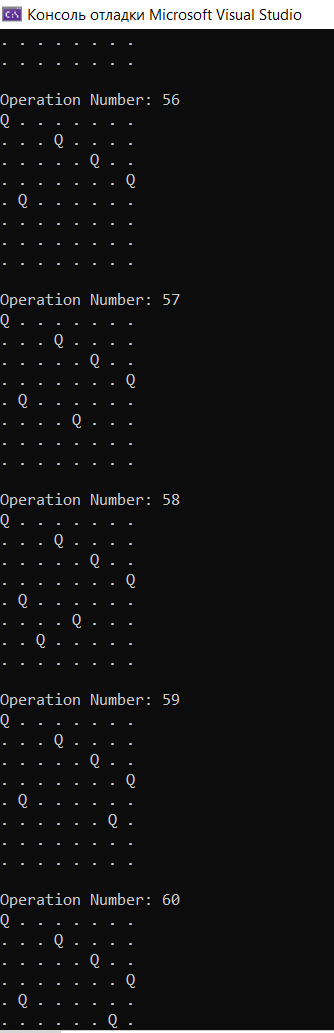 C:\ Консоль отладки Microsoft Visual Studio
. . . . . . . .
. . . . . . . .
Operation Number: 56
Q . . . . . . .
. . . Q . . . .
. . . . . Q . .
. . . . . . . Q
. Q . . . . . .
. . . . . . . .
. . . . . . . .
. . . . . . . .
Operation Number: 57
Q . . . . . . .
. . . Q . . . .
. . . . . Q . .
. . . . . . . Q
. Q . . . . . .
. . . . Q . . .
. . . . . . . .
. . . . . . . .
Operation Number: 58
Q . . . . . . .
. . . Q . . . .
. . . . . Q . .
. . . . . . . Q
. Q . . . . . .
. . . . Q . . .
. . Q . . . . .
. . . . . . . .
Operation Number: 59
Q . . . . . . .
. . . Q . . . .
. . . . . Q . .
. . . . . . . Q
. Q . . . . . .
. . . . . . Q .
. . . . . . . .
. . . . . . . .
Operation Number: 60
Q . . . . . . .
. . . Q . . . .
. . . . . Q . .
. . . . . . . Q
. Q . . . . . .
. . . . . . Q .